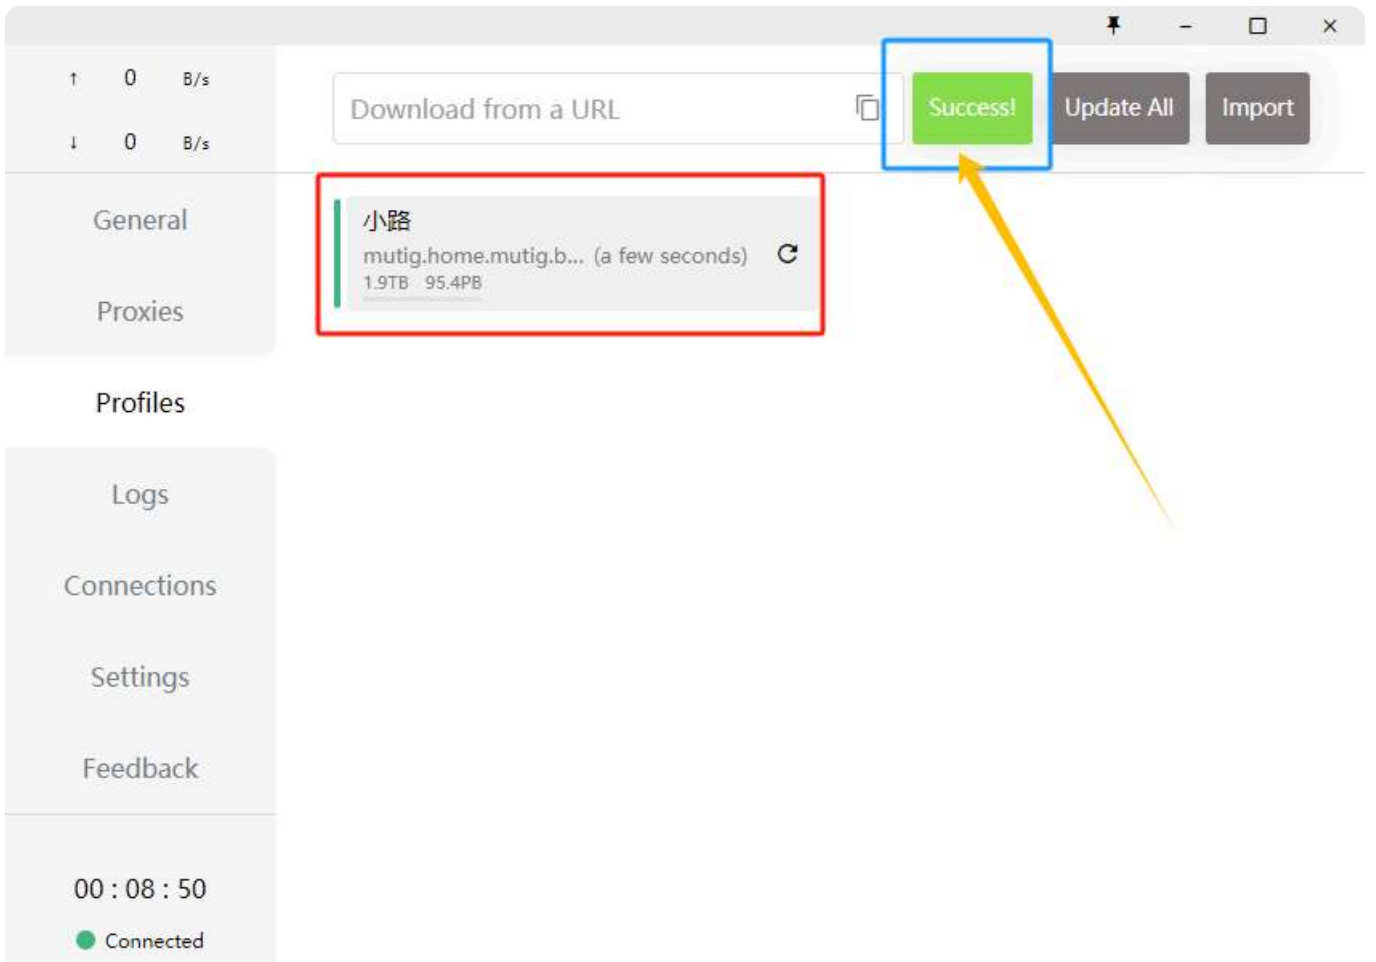 ↑ 0 B/s
↓ 0 B/s
General
Proxies
Profiles
Logs
Connections
Settings
Feedback
00 : 08 : 50
Connected
Download from a URL
Success!
Update All
Import
小路
mutig.home.mutig.b... (a few seconds)
1.9TB 95.4PB